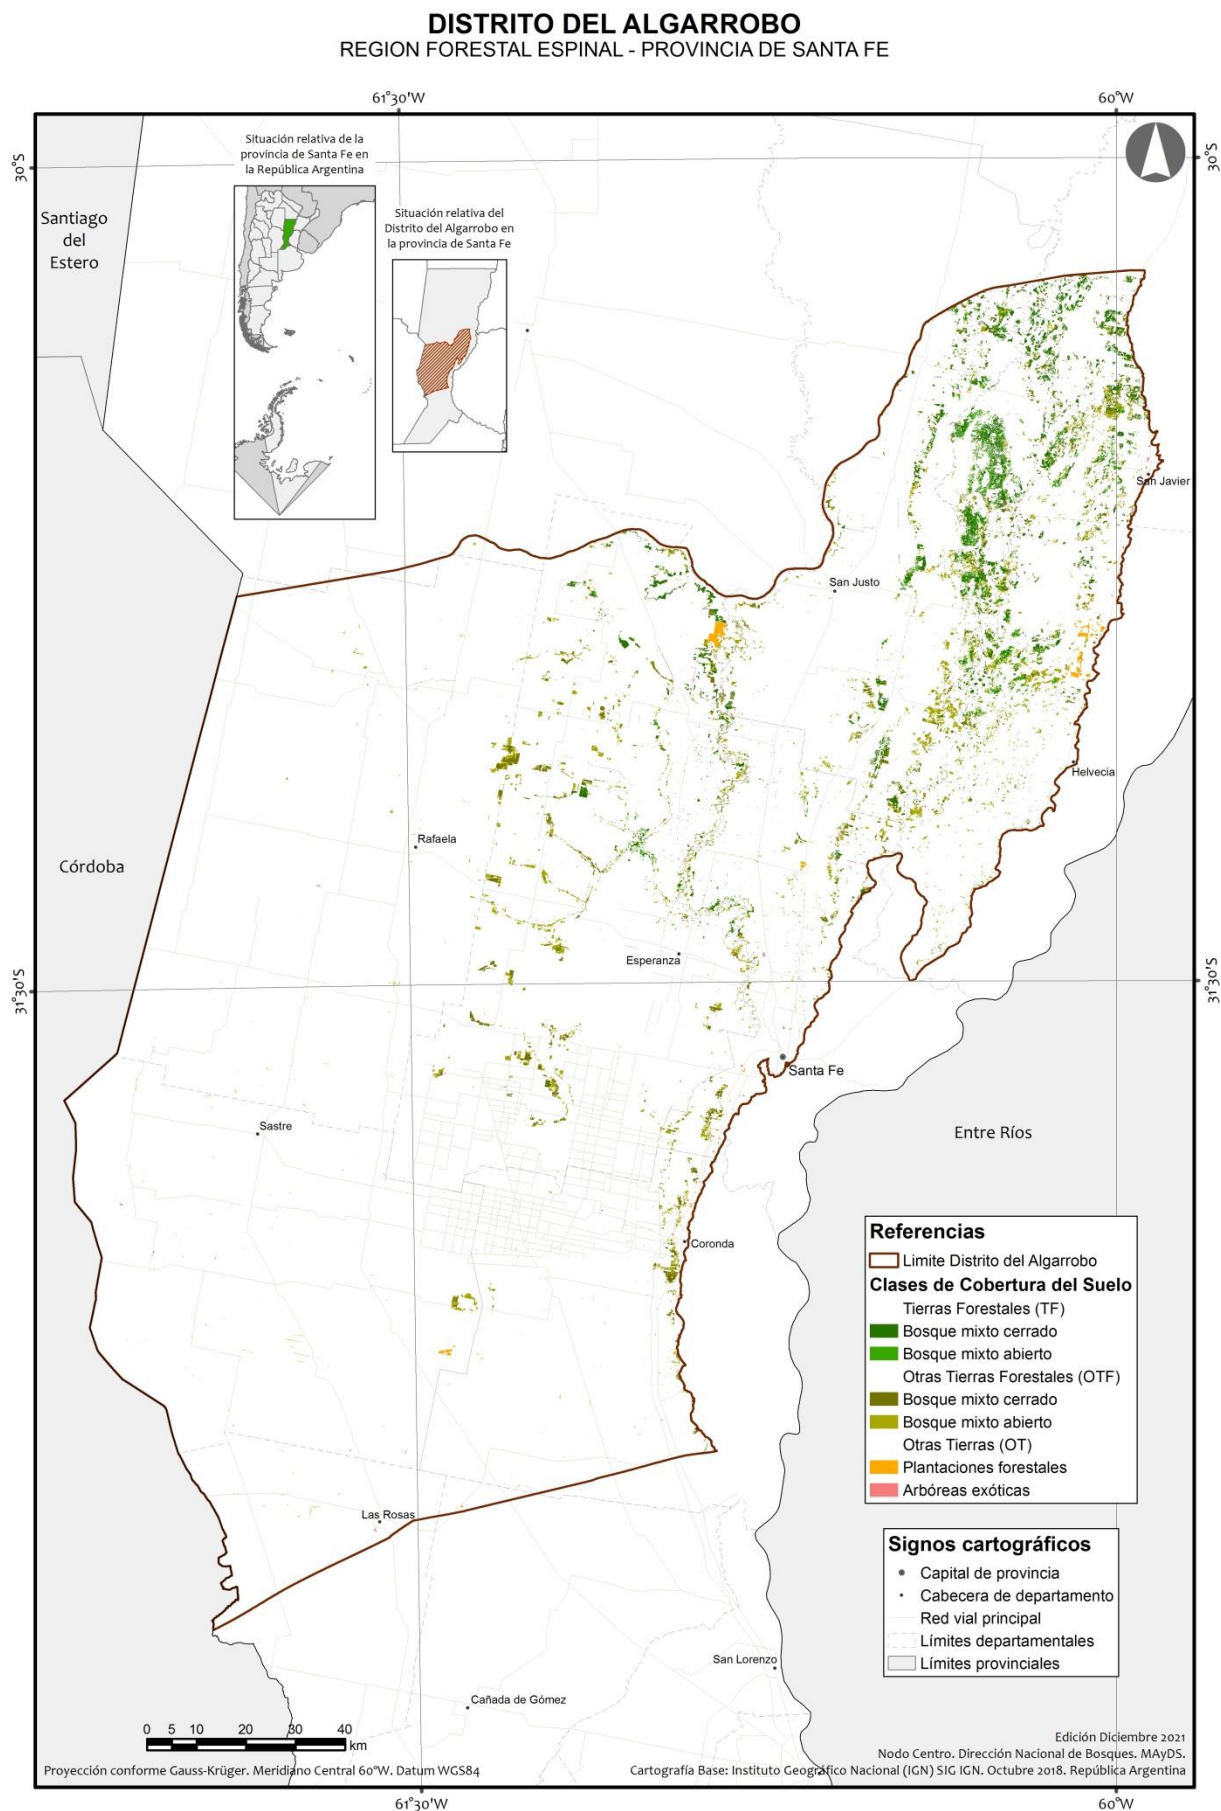 DISTRITO DEL ALGARROBO
REGION FORESTAL ESPINAL - PROVINCIA DE SANTA FE
61°30'W
60°W
30°S
30°S
Situación relativa de la
provincia de Santa Fe en
la República Argentina
Santiago
del
Estero
Situación relativa del
Distrito del Algarrobo en
la provincia de Santa Fe
San Javier
San Justo
Helvecia
Rafaela
Córdoba
Esperanza
31°30'S
31°30'S
Santa Fe
Sastre
Entre Ríos
Coronda
Referencias
Limite Distrito del Algarrobo
Clases de Cobertura del Suelo
Tierras Forestales (TF)
Bosque mixto cerrado
Bosque mixto abierto
Otras Tierras Forestales (OTF)
Bosque mixto cerrado
Bosque mixto abierto
Otras Tierras (OT)
Plantaciones forestales
Arbóreas exóticas
Las Rosas
Signos cartográficos
Capital de provincia
Cabecera de departamento
Red vial principal
Límites departamentales
Límites provinciales
San Lorenzo
Cañada de Gómez
0 5 10 20 30 40
km
Edición Diciembre 2021
Nodo Centro. Dirección Nacional de Bosques. MAyDS.
Proyección conforme Gauss-Krüger. Meridiano Central 60°W. Datum WGS84
Cartografía Base: Instituto Geográfico Nacional (IGN) SIG IGN. Octubre 2018. República Argentina
61°30'W
60°W